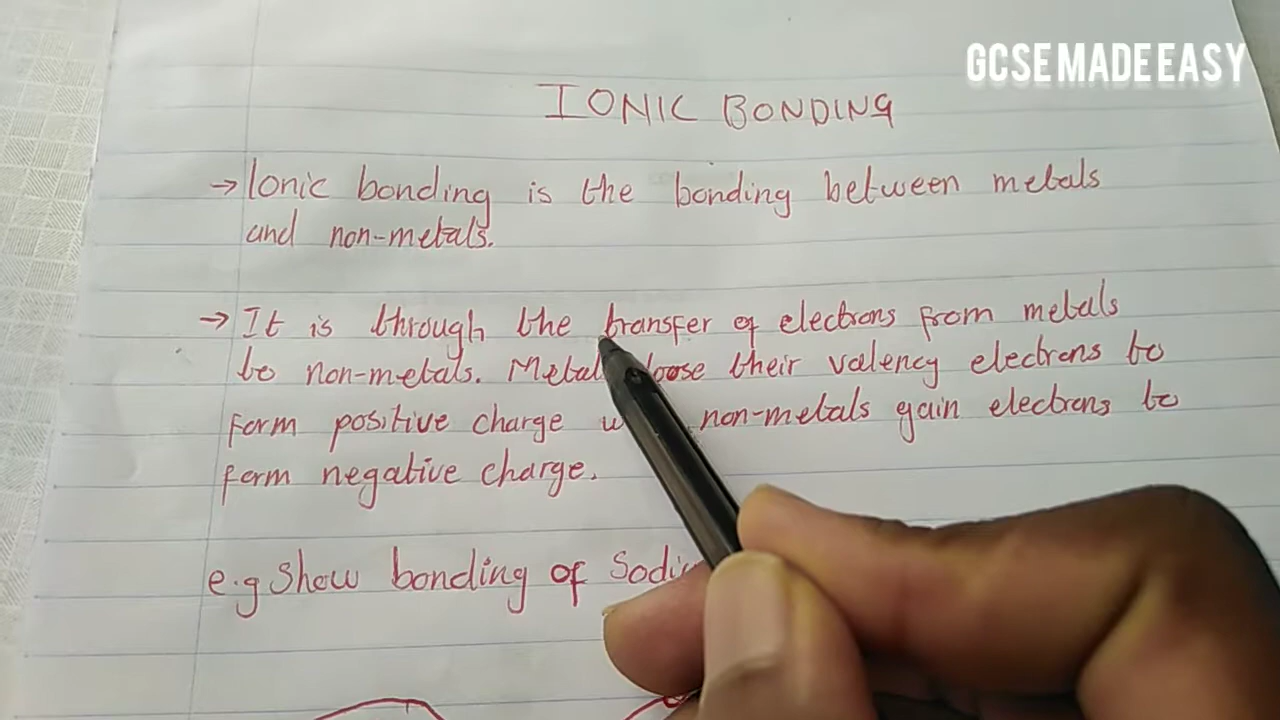 GCSE MADE EASY
IONIC BONDING
→ Ionic bonding is the bonding between metals
and non-metals.
→ It is through the transfer of electrons from metals
to non-metals. Metal loose their valency electrons to
form positive charge non-metals gain electrons to
form negative charge.
e.g Show bonding of Sodi